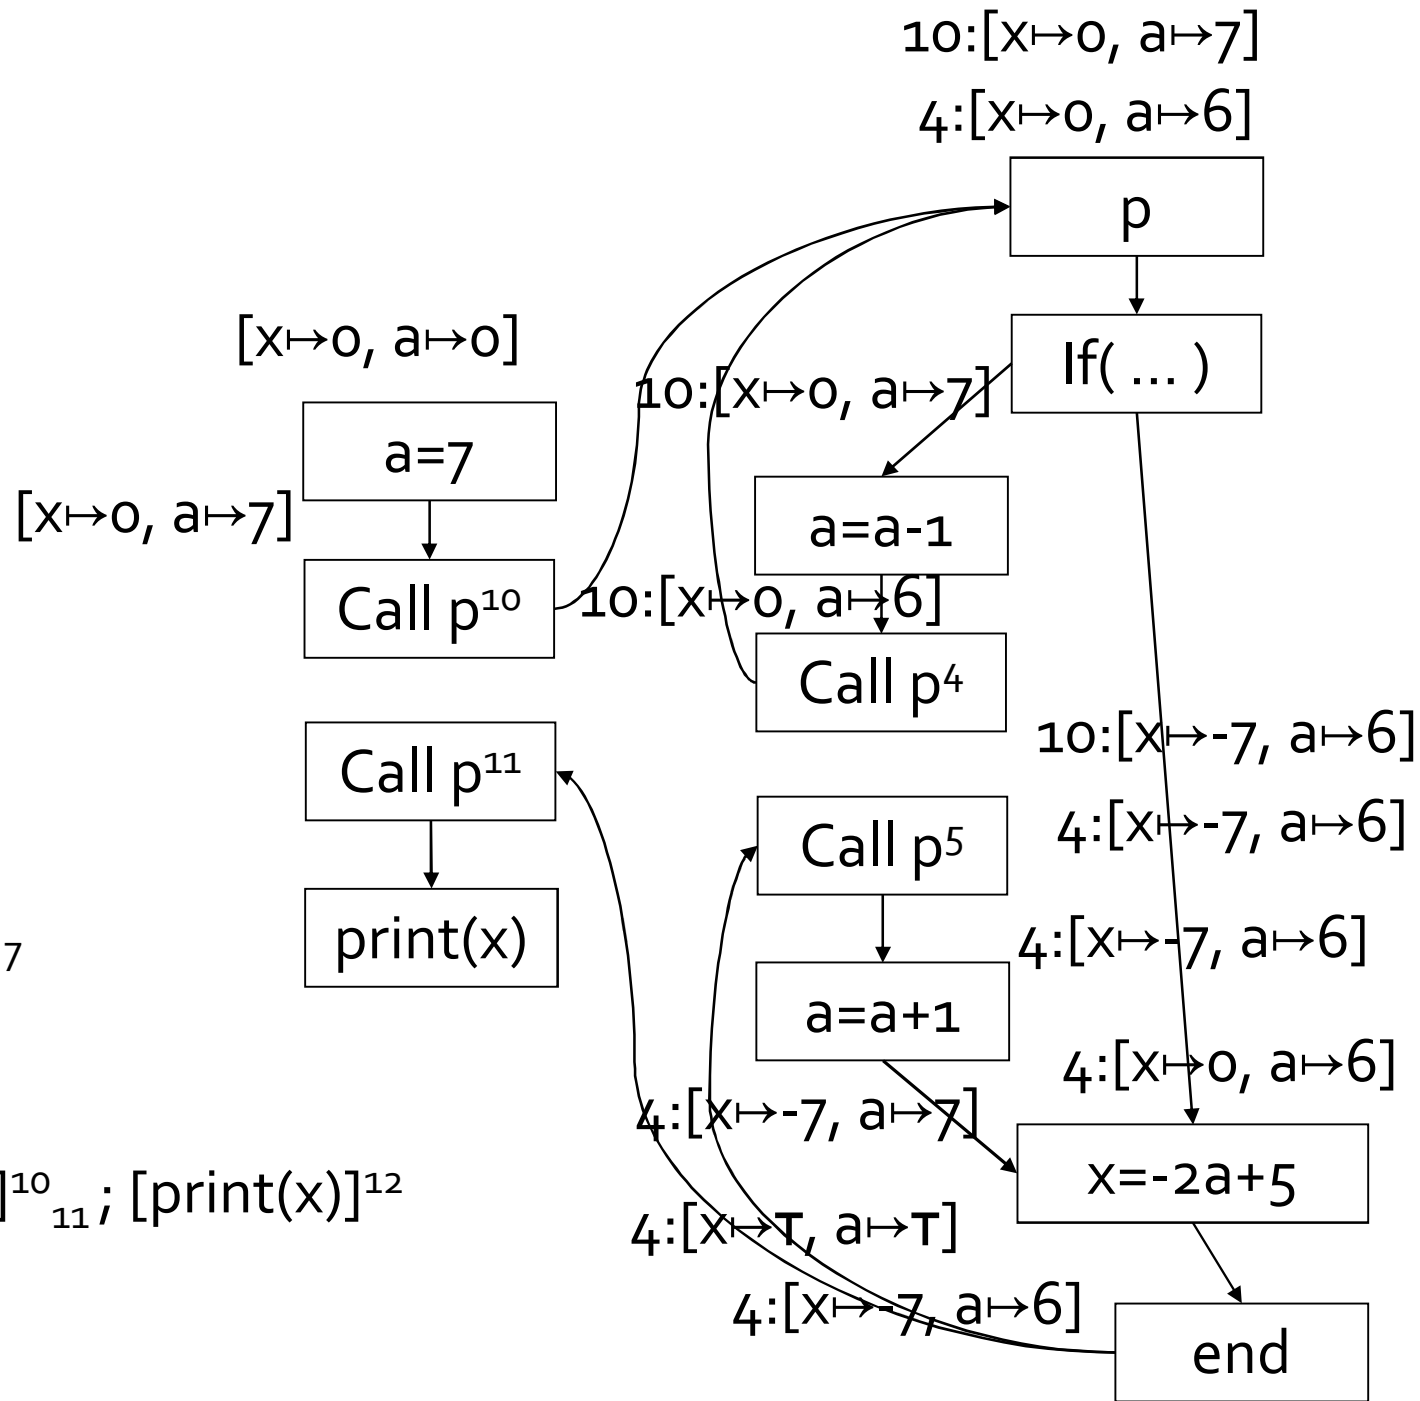 10:[x↦0, a↦7]
4:[x↦0, a↦6]
p
[x↦0, a↦0]
If( ... )
10:[x↦0, a↦7]
a=7
[x↦0, a↦7]
a=a-1
Call p¹⁰
10:[x↦0, a↦6]
Call p⁴
10:[x↦-7, a↦6]
Call p¹¹
4:[x↦-7, a↦6]
Call p⁵
print(x)
4:[x↦-7, a↦6]
7
a=a+1
4:[x↦0, a↦6]
4:[x↦-7, a↦7]
x=-2a+5
]¹⁰₁₁; [print(x)]¹²
4:[x↦⊤, a↦⊤]
4:[x↦-7, a↦6]
end